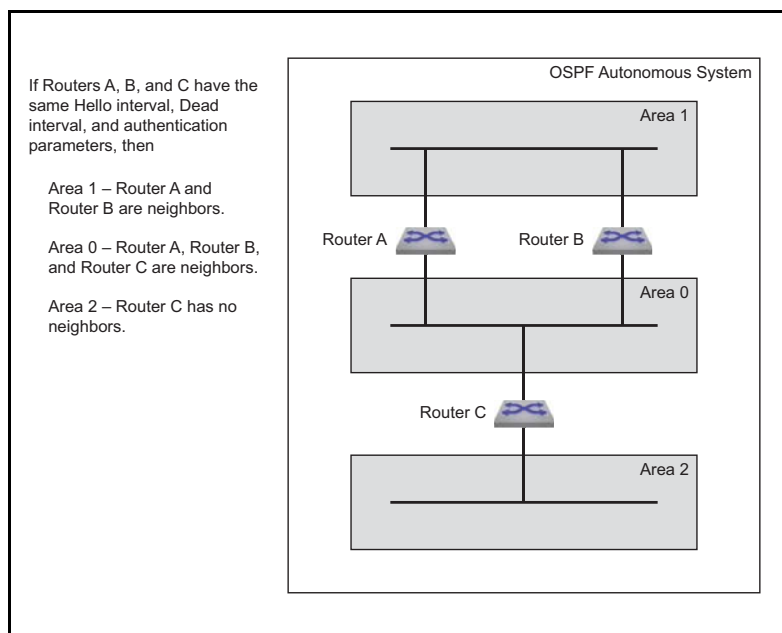 If Routers A, B, and C have the
same Hello interval, Dead
interval, and authentication
parameters, then
Area 1 – Router A and
Router B are neighbors.
Area 0 – Router A, Router B,
and Router C are neighbors.
Area 2 – Router C has no
neighbors.
OSPF Autonomous System
Area 1
Router A
Router B
Area 0
Router C
Area 2